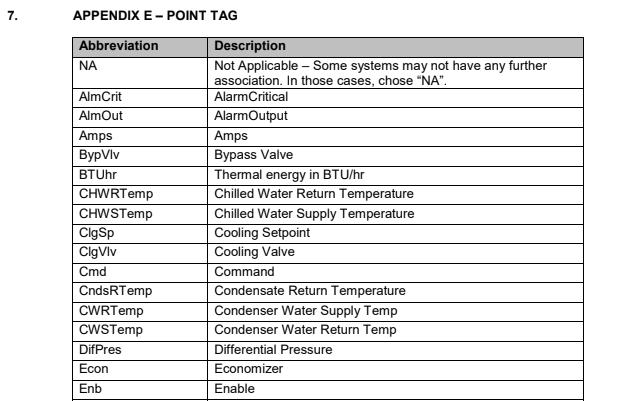 7. APPENDIX E – POINT TAG
Abbreviation Description
NA Not Applicable – Some systems may not have any further
association. In those cases, chose “NA”.
AlmCrit AlarmCritical
AlmOut AlarmOutput
Amps Amps
BypVlv Bypass Valve
BTUhr Thermal energy in BTU/hr
CHWRTemp Chilled Water Return Temperature
CHWSTemp Chilled Water Supply Temperature
ClgSp Cooling Setpoint
ClgVlv Cooling Valve
Cmd Command
CndsRTemp Condensate Return Temperature
CWRTemp Condenser Water Supply Temp
CWSTemp Condenser Water Return Temp
DifPres Differential Pressure
Econ Economizer
Enb Enable